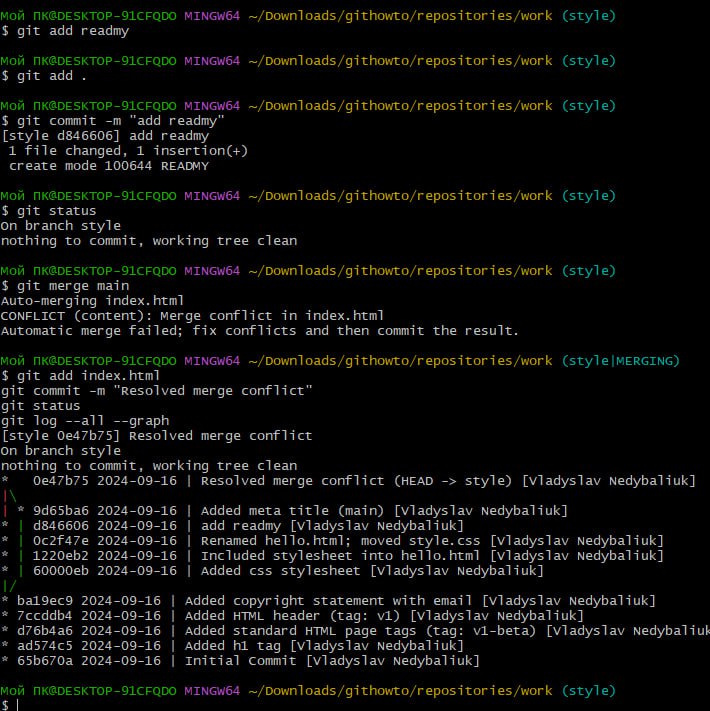 Мой ПК@DESKTOP-91CFQDO MINGW64 ~/Downloads/githowto/repositories/work (style)
$ git add readmy
Мой ПК@DESKTOP-91CFQDO MINGW64 ~/Downloads/githowto/repositories/work (style)
$ git add .
Мой ПК@DESKTOP-91CFQDO MINGW64 ~/Downloads/githowto/repositories/work (style)
$ git commit -m "add readmy"
[style d846606] add readmy
 1 file changed, 1 insertion(+)
 create mode 100644 READMY
Мой ПК@DESKTOP-91CFQDO MINGW64 ~/Downloads/githowto/repositories/work (style)
$ git status
On branch style
nothing to commit, working tree clean
Мой ПК@DESKTOP-91CFQDO MINGW64 ~/Downloads/githowto/repositories/work (style)
$ git merge main
Auto-merging index.html
CONFLICT (content): Merge conflict in index.html
Automatic merge failed; fix conflicts and then commit the result.
Мой ПК@DESKTOP-91CFQDO MINGW64 ~/Downloads/githowto/repositories/work (style|MERGING)
$ git add index.html
git commit -m "Resolved merge conflict"
git status
git log --all --graph
[style 0e47b75] Resolved merge conflict
On branch style
nothing to commit, working tree clean
*   0e47b75 2024-09-16 | Resolved merge conflict (HEAD -> style) [Vladyslav Nedybaliuk]
|\
| * 9d65ba6 2024-09-16 | Added meta title (main) [Vladyslav Nedybaliuk]
* | d846606 2024-09-16 | add readmy [Vladyslav Nedybaliuk]
* | 0c2f47e 2024-09-16 | Renamed hello.html; moved style.css [Vladyslav Nedybaliuk]
* | 1220eb2 2024-09-16 | Included stylesheet into hello.html [Vladyslav Nedybaliuk]
* | 60000eb 2024-09-16 | Added css stylesheet [Vladyslav Nedybaliuk]
|/
* ba19ec9 2024-09-16 | Added copyright statement with email [Vladyslav Nedybaliuk]
* 7ccddb4 2024-09-16 | Added HTML header (tag: v1) [Vladyslav Nedybaliuk]
* d76b4a6 2024-09-16 | Added standard HTML page tags (tag: v1-beta) [Vladyslav Nedybaliuk
* ad574c5 2024-09-16 | Added h1 tag [Vladyslav Nedybaliuk]
* 65b670a 2024-09-16 | Initial Commit [Vladyslav Nedybaliuk]
Мой ПК@DESKTOP-91CFQDO MINGW64 ~/Downloads/githowto/repositories/work (style)
$